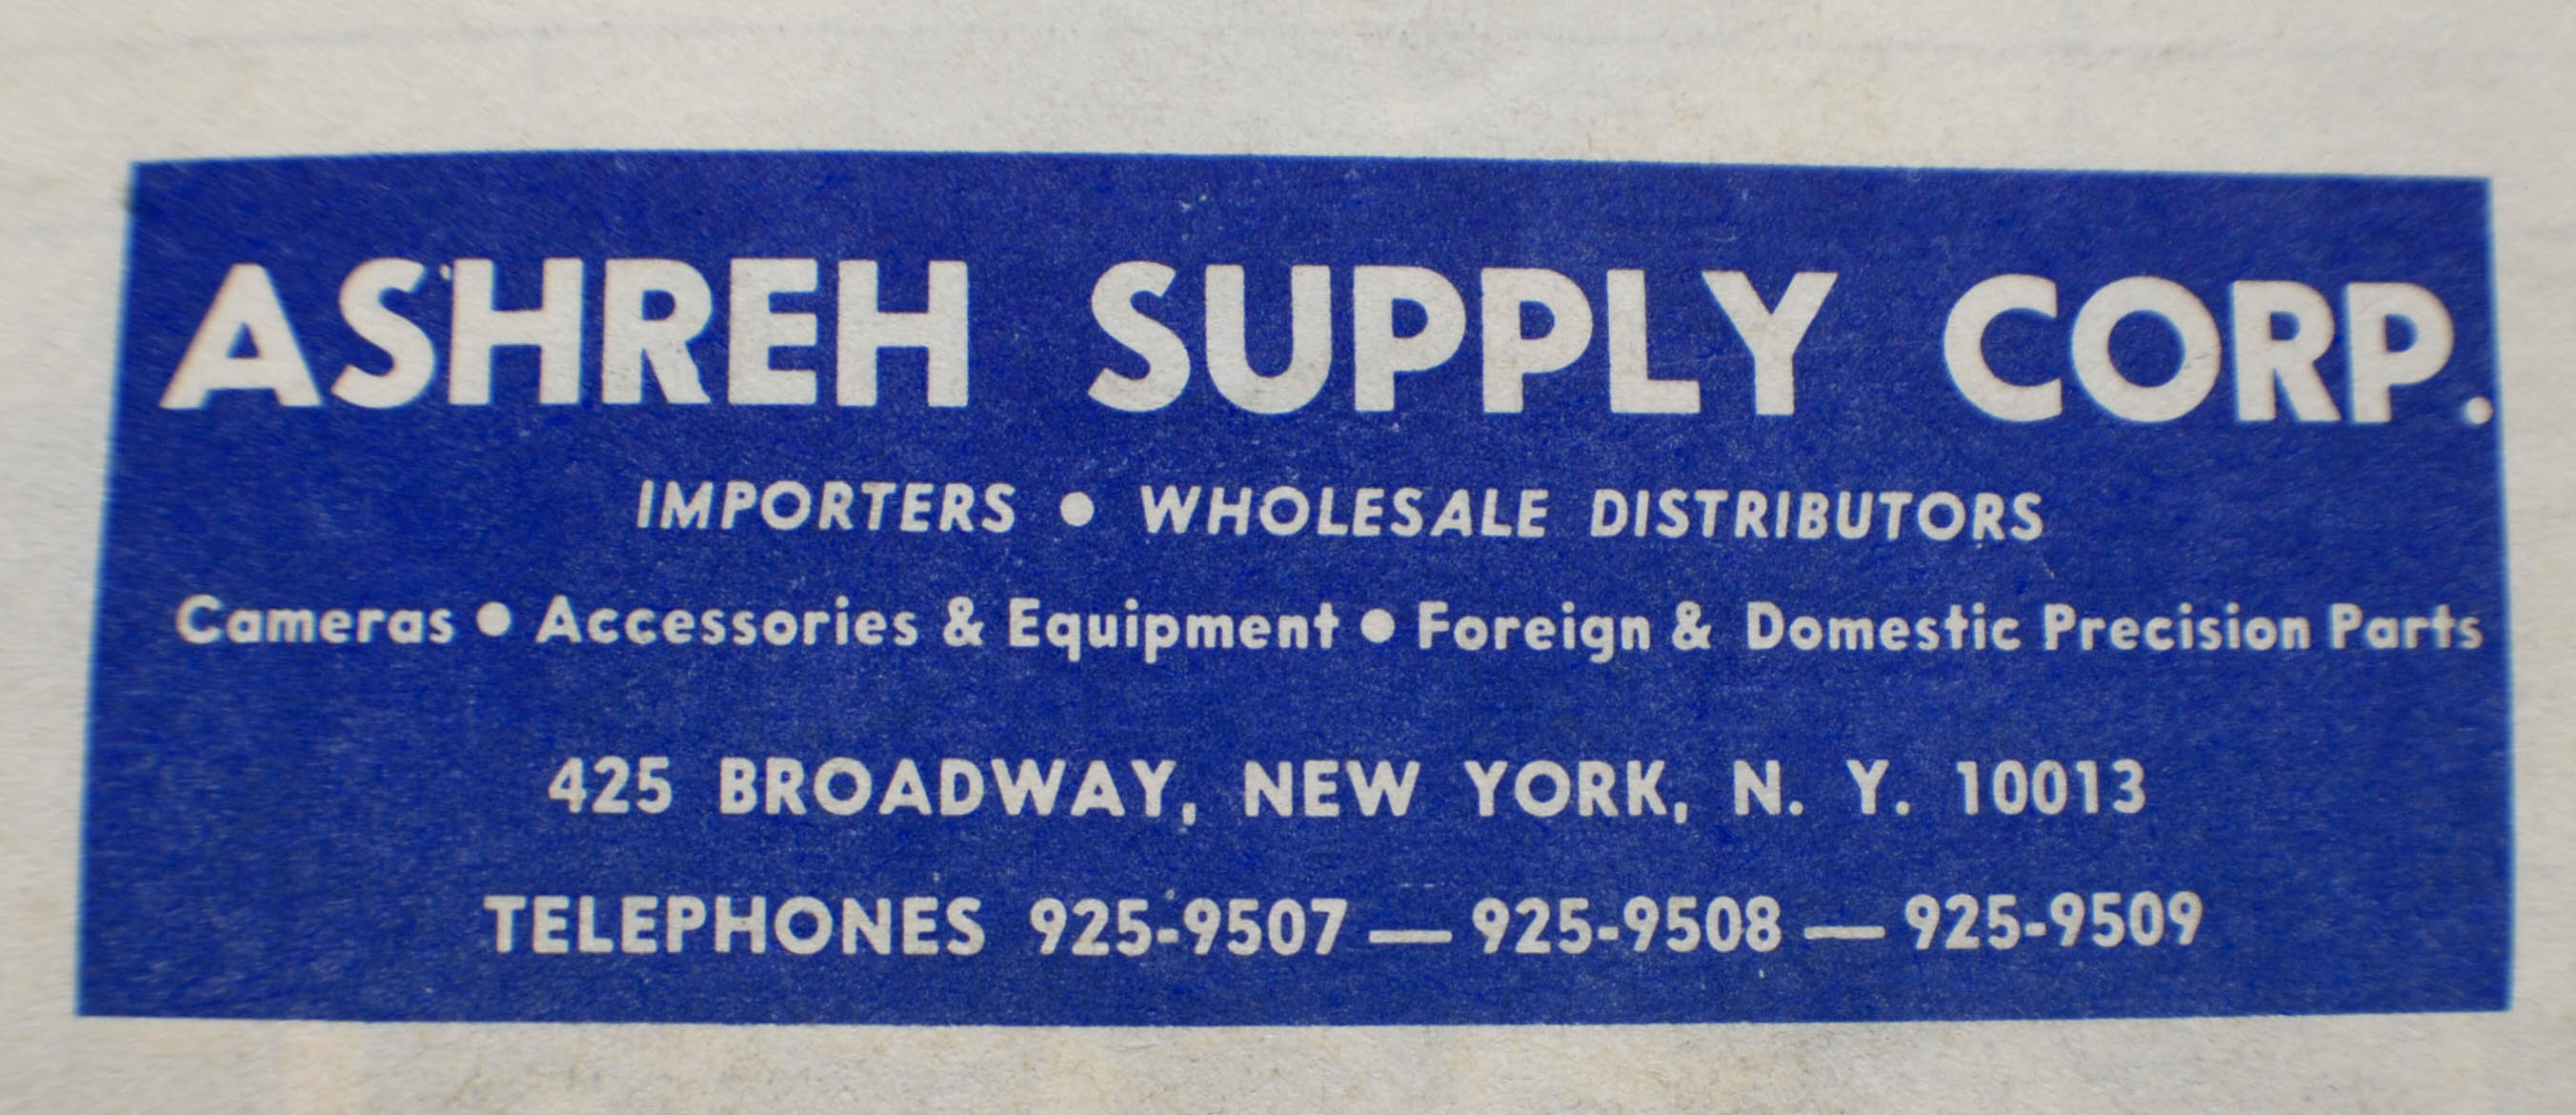 ASHREH SUPPLY CORP.
IMPORTERS • WHOLESALE DISTRIBUTORS
Cameras • Accessories & Equipment • Foreign & Domestic Precision Parts
425 BROADWAY, NEW YORK, N. Y. 10013
TELEPHONES 925-9507 — 925-9508 — 925-9509